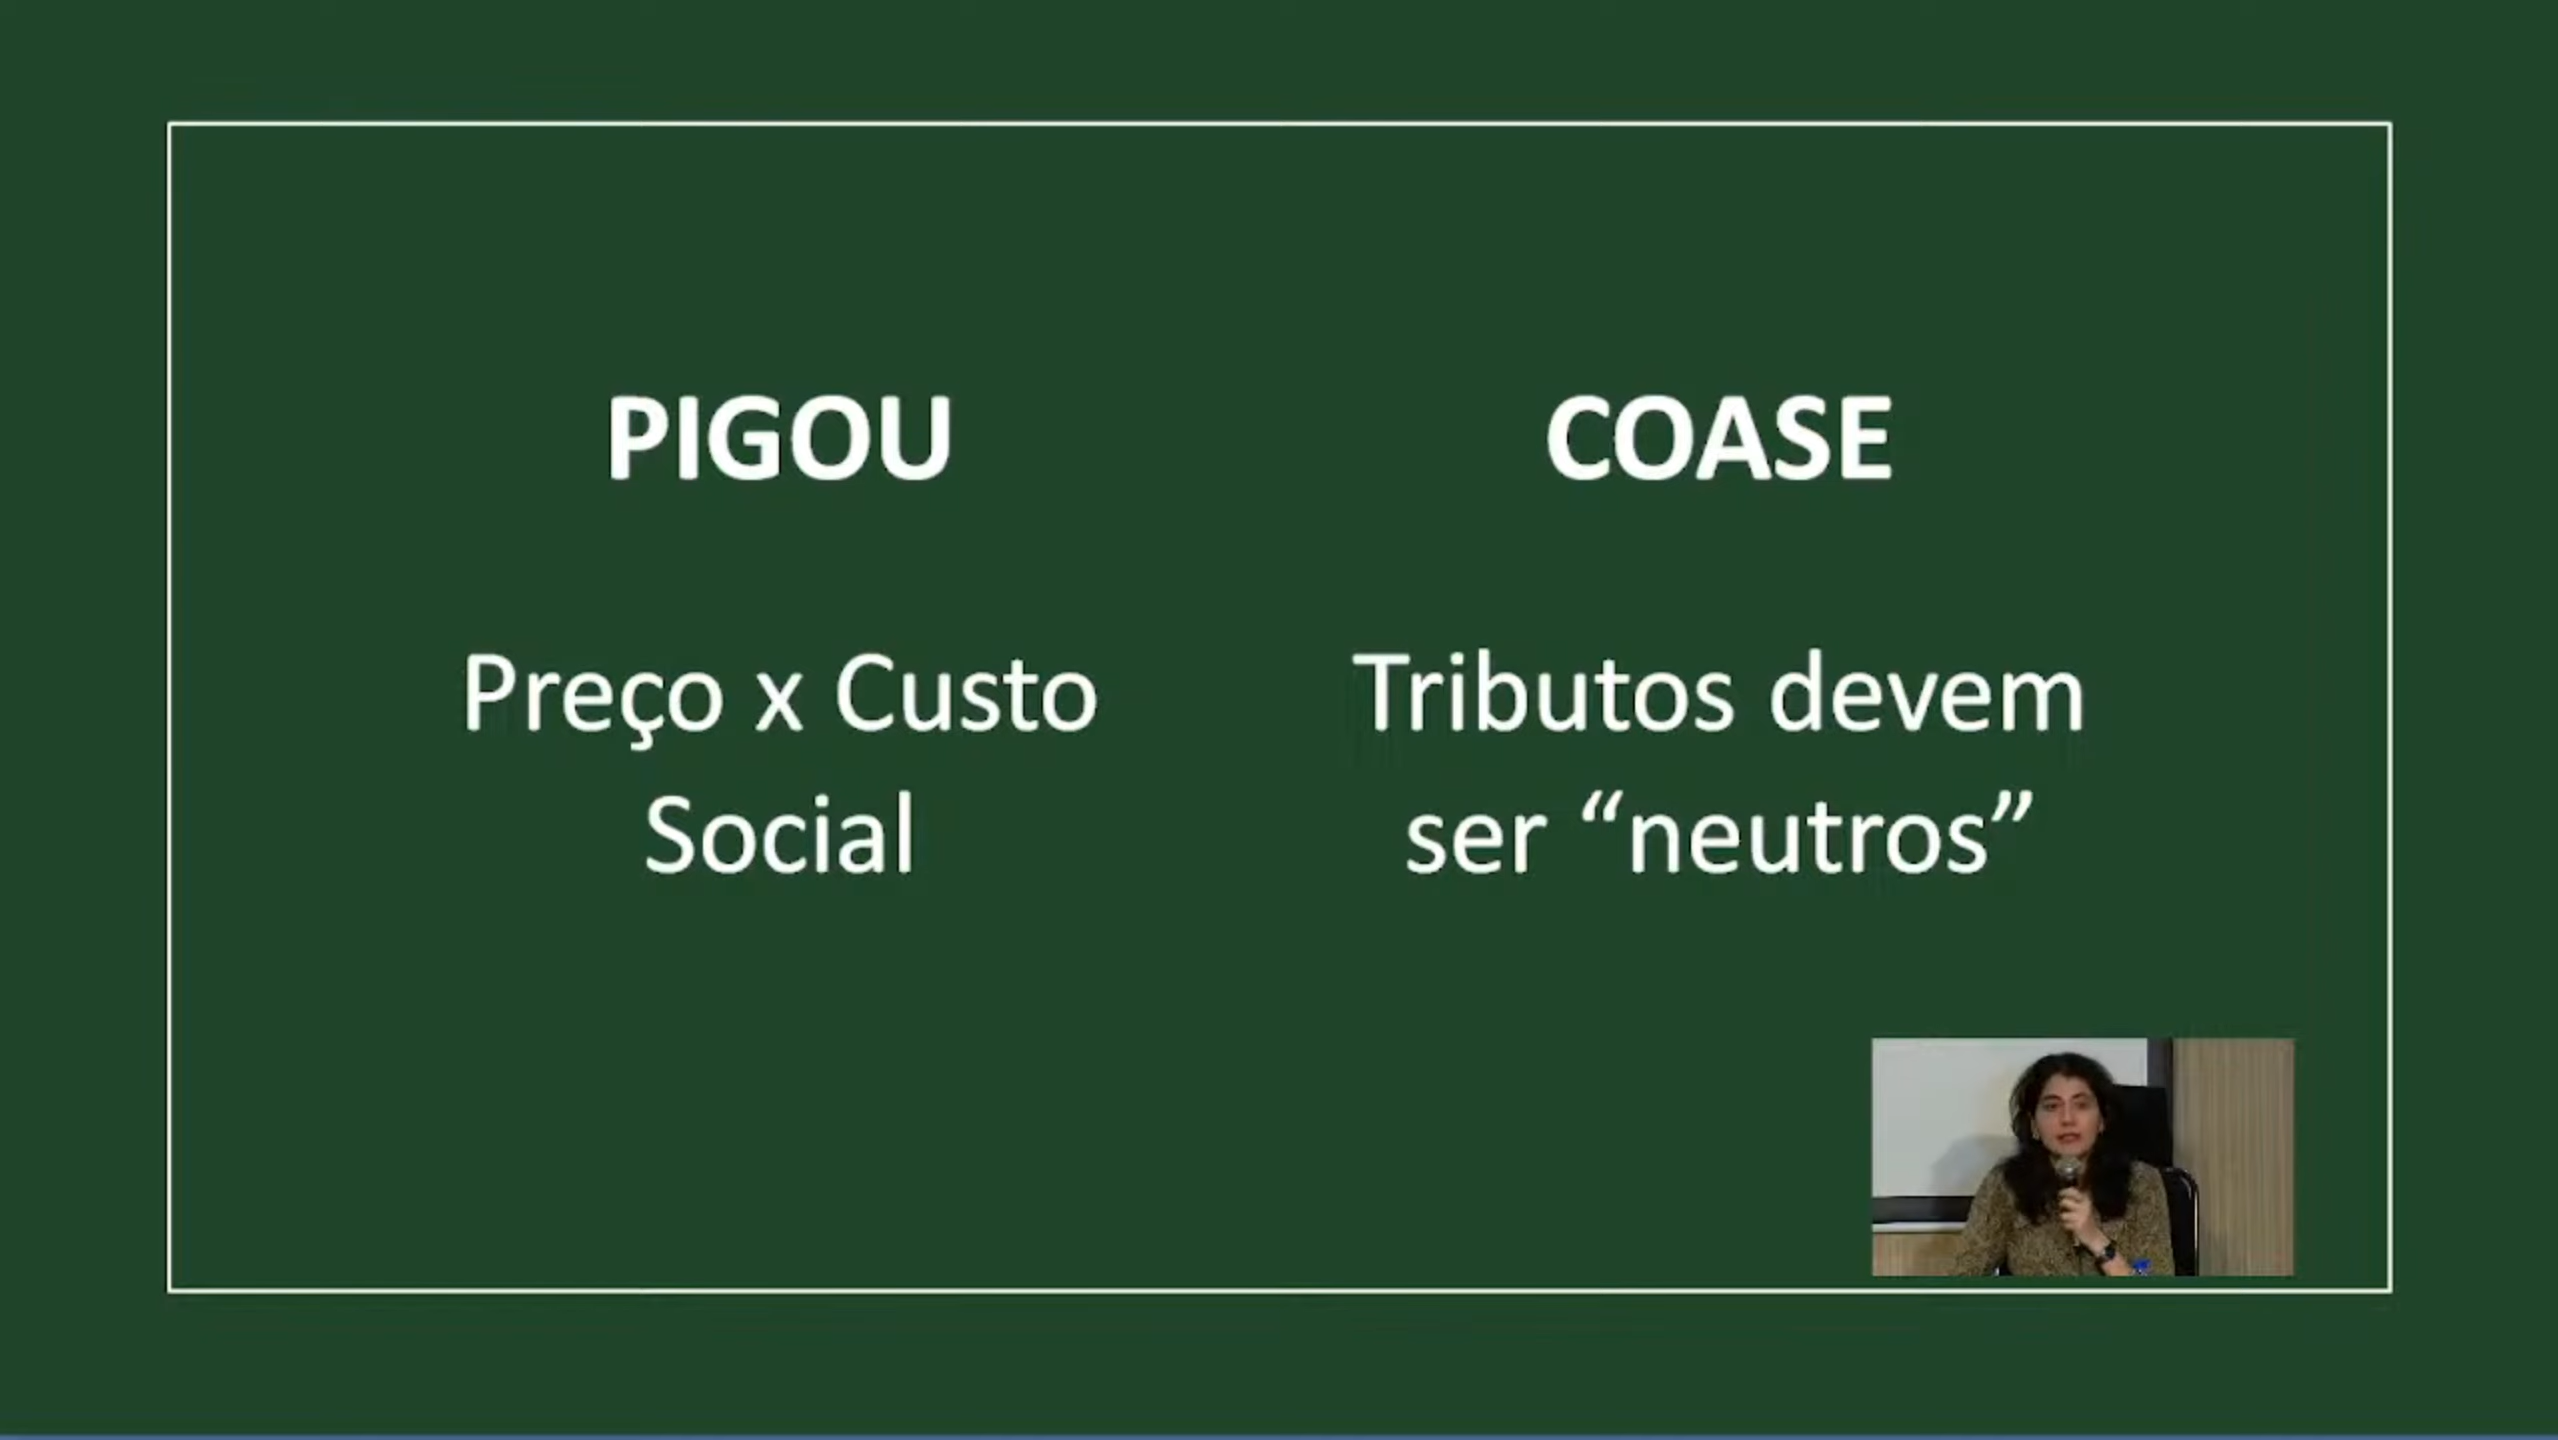 PIGOU
Preço x Custo
Social
COASE
Tributos devem
ser “neutros”